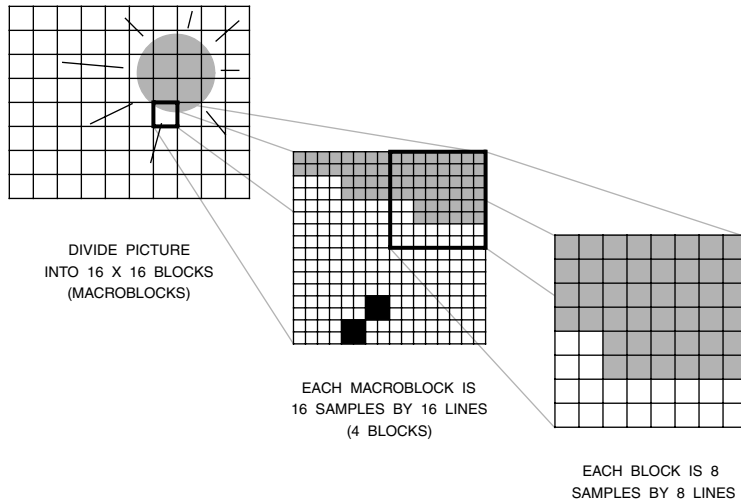 DIVIDE PICTURE
INTO 16 X 16 BLOCKS
(MACROBLOCKS)
EACH MACROBLOCK IS
16 SAMPLES BY 16 LINES
(4 BLOCKS)
EACH BLOCK IS 8
SAMPLES BY 8 LINES